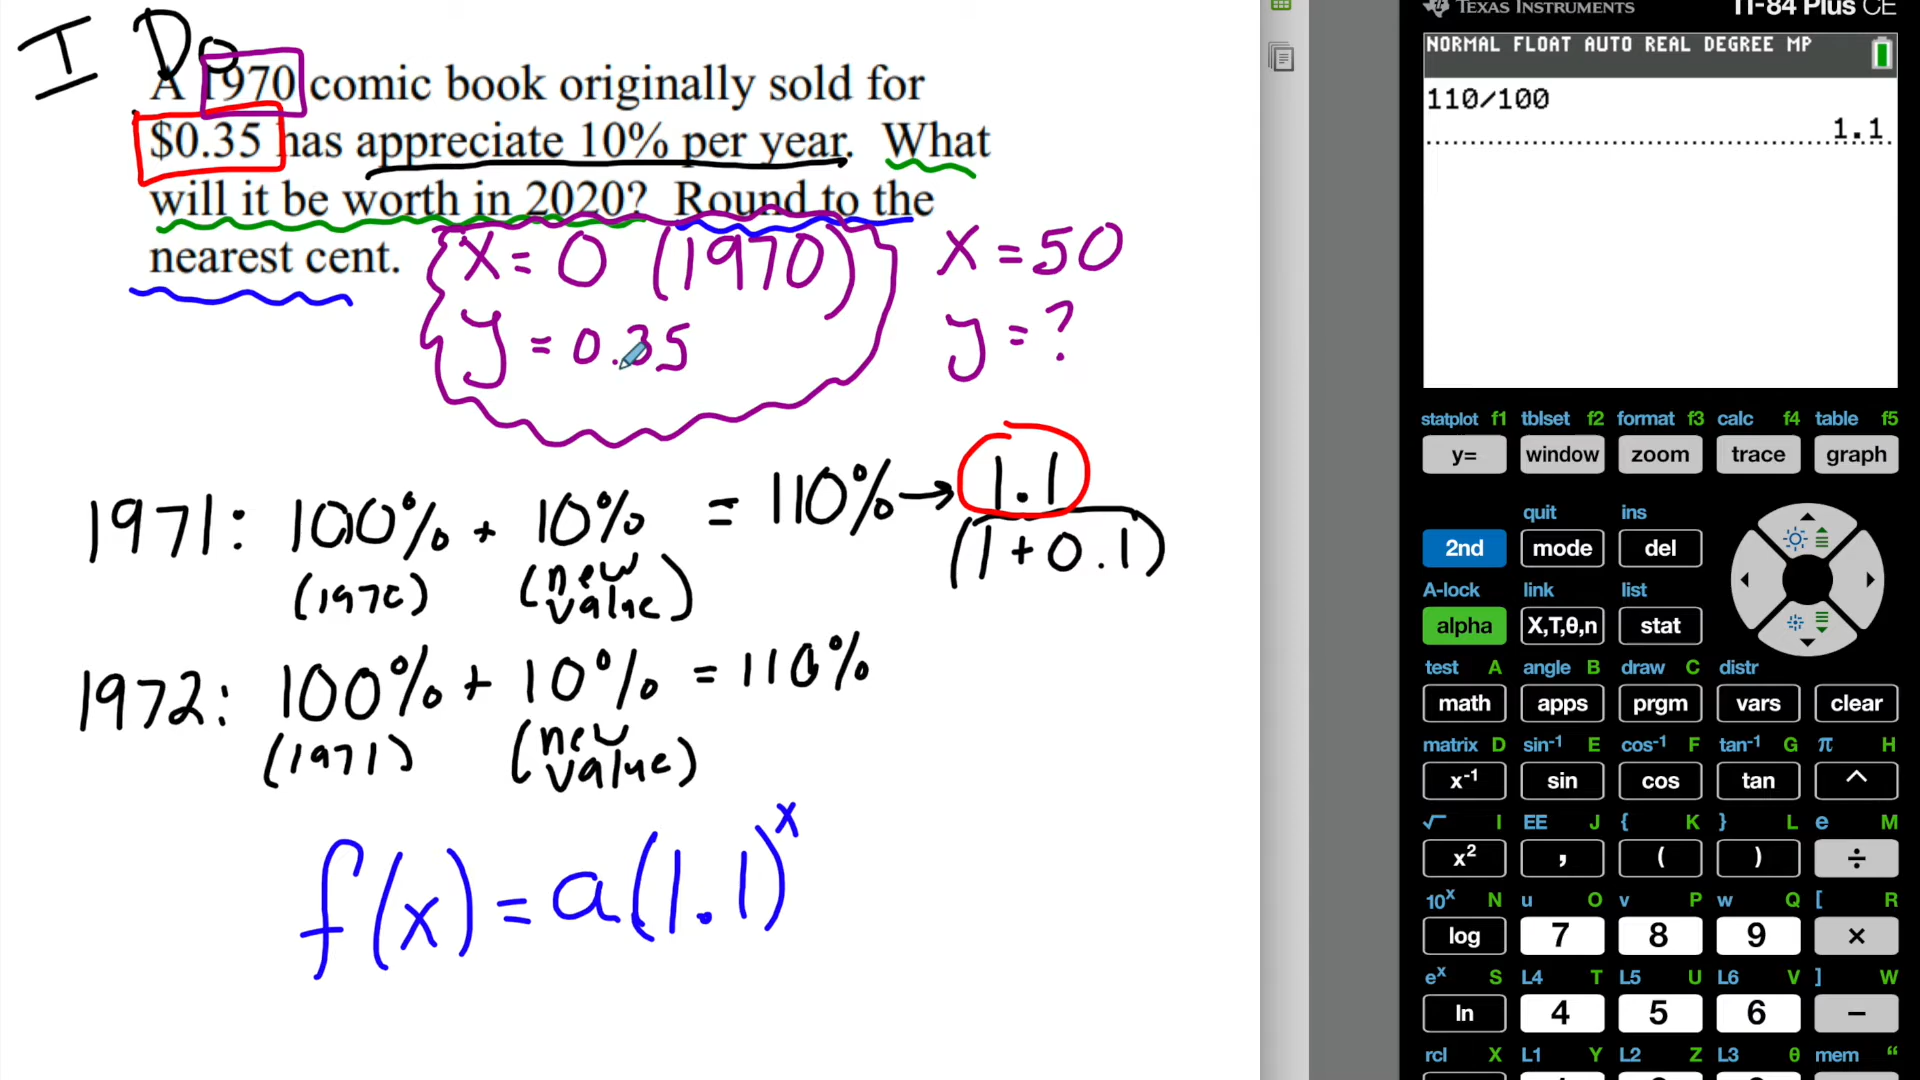 I Do
A 1970 comic book originally sold for
$0.35 has appreciate 10% per year. What
will it be worth in 2020? Round to the
nearest cent.
x = 0 (1970)
y = 0.35
x = 50
y = ?
1971: 100% + 10% = 110% → 1.1
(1970) (new value) (1 + 0.1)
1972: 100% + 10% = 110%
(1971) (new value)
f(x) = a(1.1)^x
TEXAS INSTRUMENTS TI-84 Plus CE
NORMAL FLOAT AUTO REAL DEGREE MP
110/100
1.1
statplot f1 tblset f2 format f3 calc f4 table f5
y= window zoom trace graph
quit ins
2nd mode del
A-lock link list
alpha X,T,θ,n stat
test A angle B draw C distr
math apps prgm vars clear
matrix D sin-1 E cos-1 F tan-1 G π H
x-1 sin cos tan ^
√ I EE J { K } L e M
x2 , ( ) ÷
10x N u O v P w Q [ R
log 7 8 9 ×
ex S L4 T L5 U L6 V ] W
ln 4 5 6 −
rcl X L1 Y L2 Z L3 θ mem “